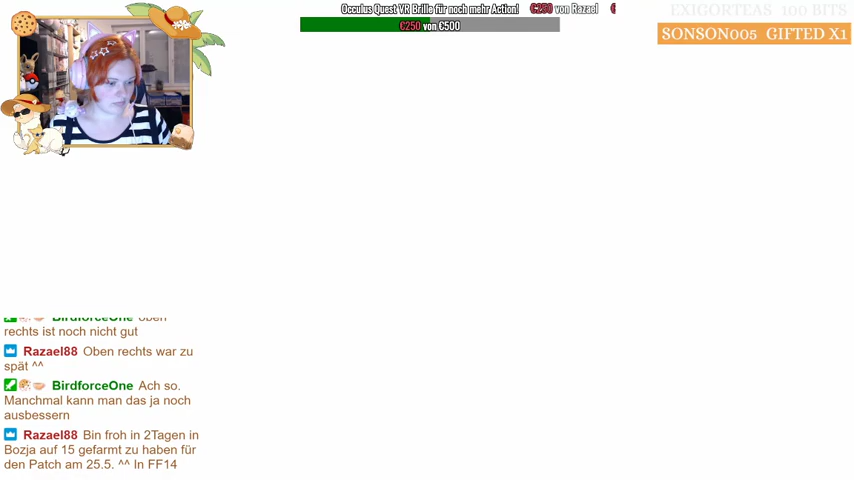 Occulus Quest VR Brille für noch mehr Action! €250 von Razael €
€250 von €500
EXIGORTEAS 100 BITS
SONSON005 GIFTED X1
BirdforceOne oben
rechts ist noch nicht gut
Razael88 Oben rechts war zu
spät ^^
BirdforceOne Ach so.
Manchmal kann man das ja noch
ausbessern
Razael88 Bin froh in 2Tagen in
Bozja auf 15 gefarmt zu haben für
den Patch am 25.5. ^^ In FF14